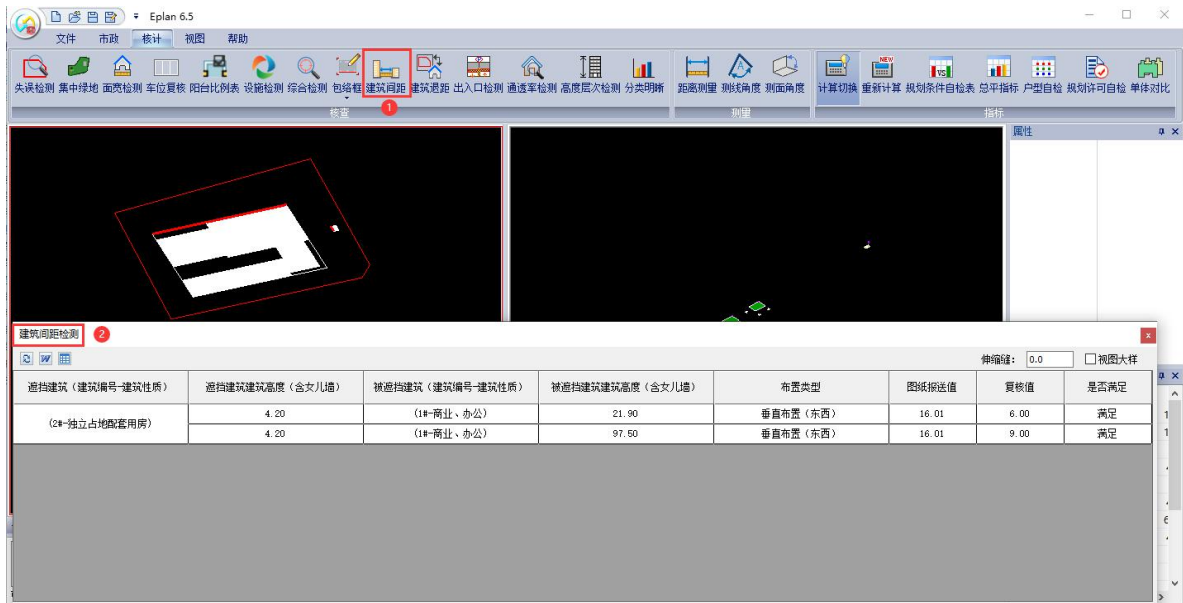 Eplan 6.5
文件 市政 核计 视图 帮助
失误检测 集中绿地 面宽检测 车位复核 阳台比例表 设施检测 综合检测 包络框 建筑间距 建筑退距 出入口检测 通透率检测 高度层次检测 分类明晰 距离测量 测线角度 测面角度 计算切换 重新计算 规划条件自检表 总平指标 户型自检 规划许可自检 单体对比
1
核查 测量 指标
属性
建筑间距检测 2
伸缩缝: 0.0 视图大样
遮挡建筑(建筑编号-建筑性质) 遮挡建筑建筑高度(含女儿墙) 被遮挡建筑(建筑编号-建筑性质) 被遮挡建筑建筑高度(含女儿墙) 布置类型 图纸报送值 复核值 是否满足
(2#-独立占地配套用房) 4.20 (1#-商业、办公) 21.90 垂直布置(东西) 16.01 6.00 满足
4.20 (1#-商业、办公) 97.50 垂直布置(东西) 16.01 9.00 满足